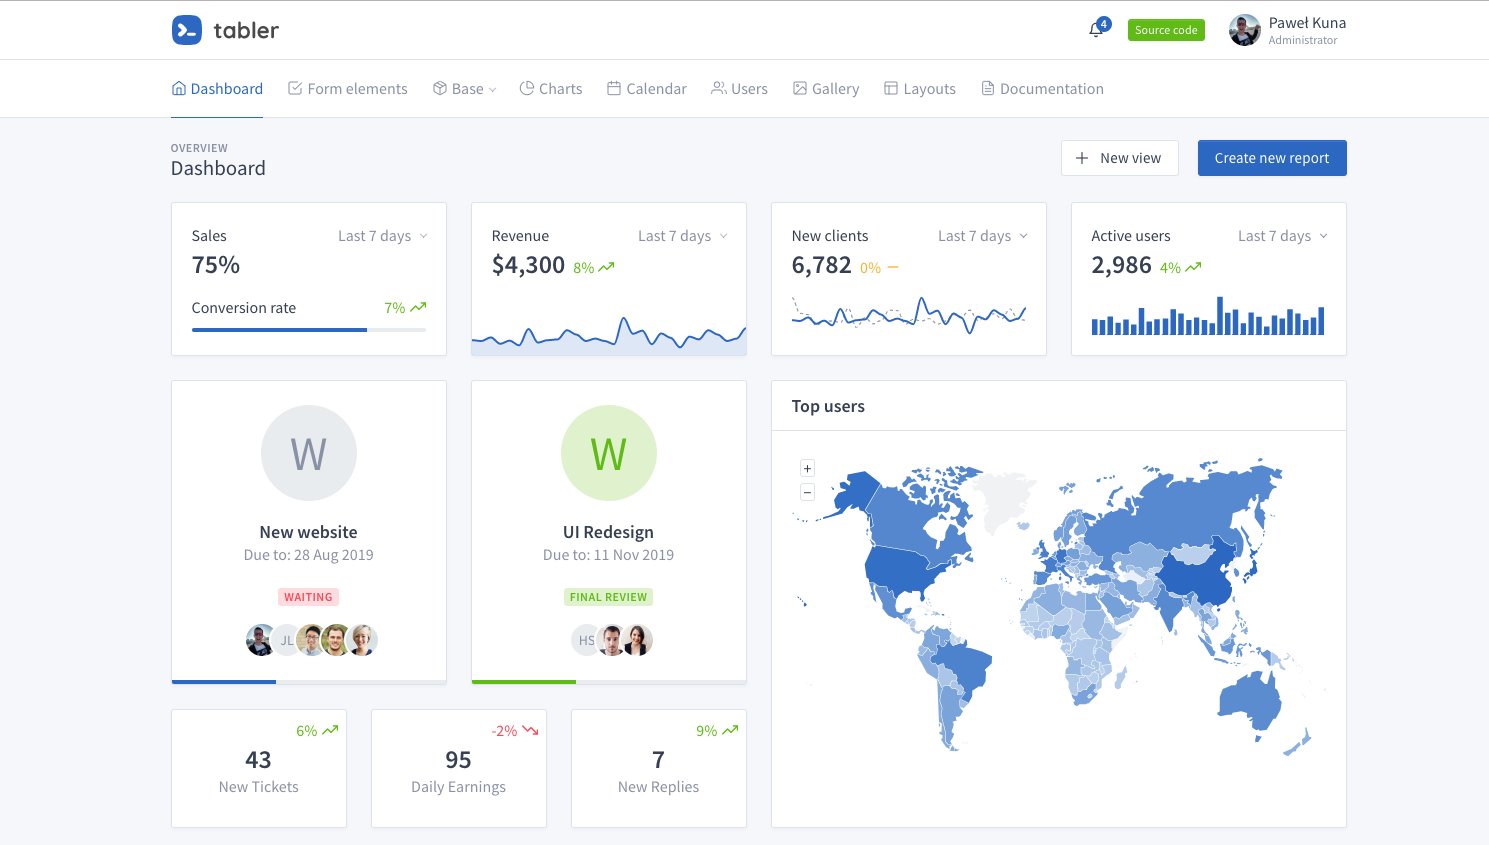 tabler
4
Source code
Paweł Kuna
Administrator
Dashboard
Form elements
Base
Charts
Calendar
Users
Gallery
Layouts
Documentation
OVERVIEW
Dashboard
New view
Create new report
Sales
Last 7 days
75%
Conversion rate
7%
Revenue
Last 7 days
$4,300
8%
New clients
Last 7 days
6,782
0%
Active users
Last 7 days
2,986
4%
W
New website
Due to: 28 Aug 2019
WAITING
JL
W
UI Redesign
Due to: 11 Nov 2019
FINAL REVIEW
HS
Top users
+
−
6%
43
New Tickets
-2%
95
Daily Earnings
9%
7
New Replies